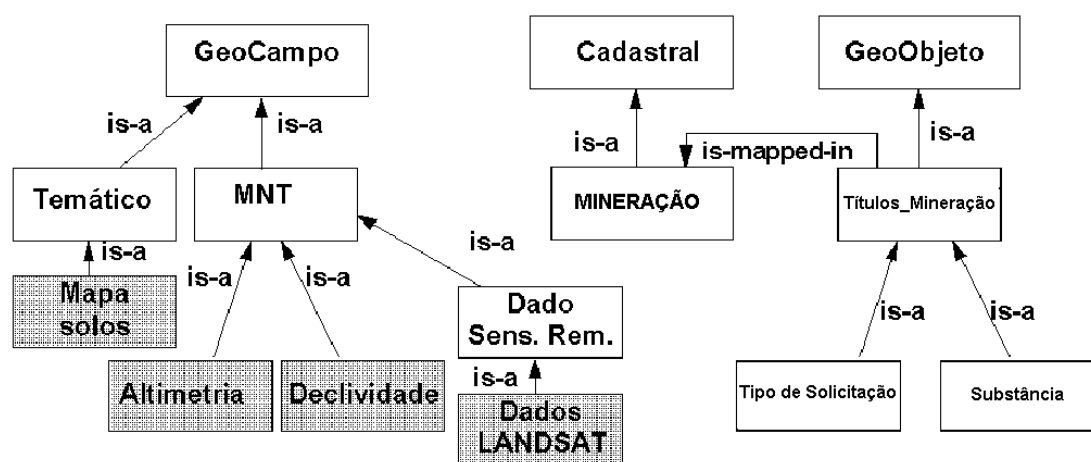 GeoCampo
Cadastral
GeoObjeto
is-a
is-a
is-a
is-a
is-mapped-in
Temático
MNT
MINERAÇÃO
Títulos_Mineração
is-a
is-a
is-a
is-a
Mapa
solos
Dado
Sens. Rem.
is-a
is-a
Altimetria
Declividade
is-a
Dados
LANDSAT
Tipo de Solicitação
Substância